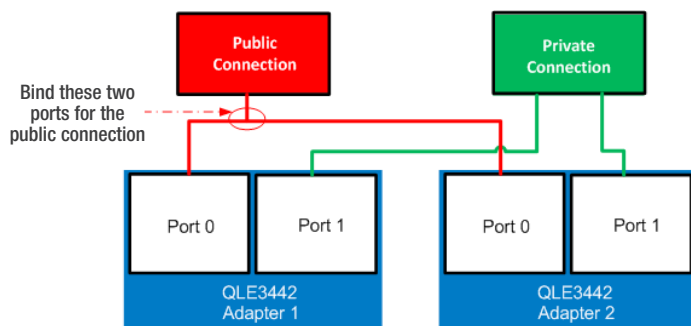 Public
Connection
Private
Connection
Bind these two
ports for the
public connection
Port 0
Port 1
Port 0
Port 1
QLE3442
Adapter 1
QLE3442
Adapter 2